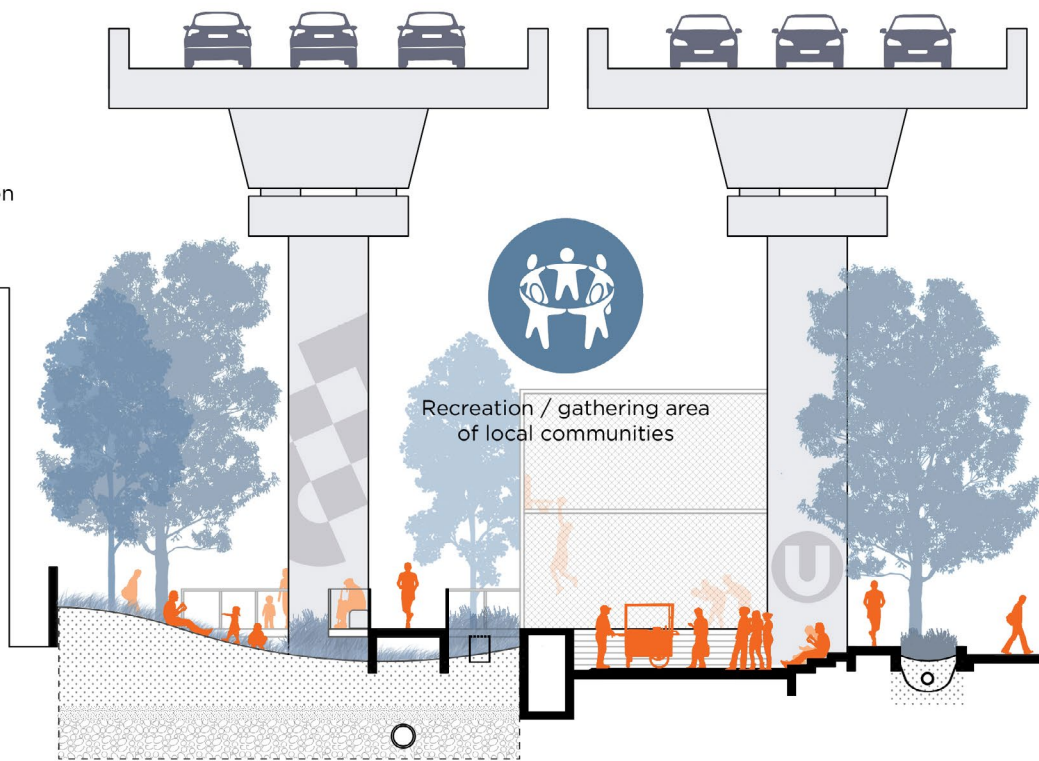 n
Recreation / gathering area
of local communities
U